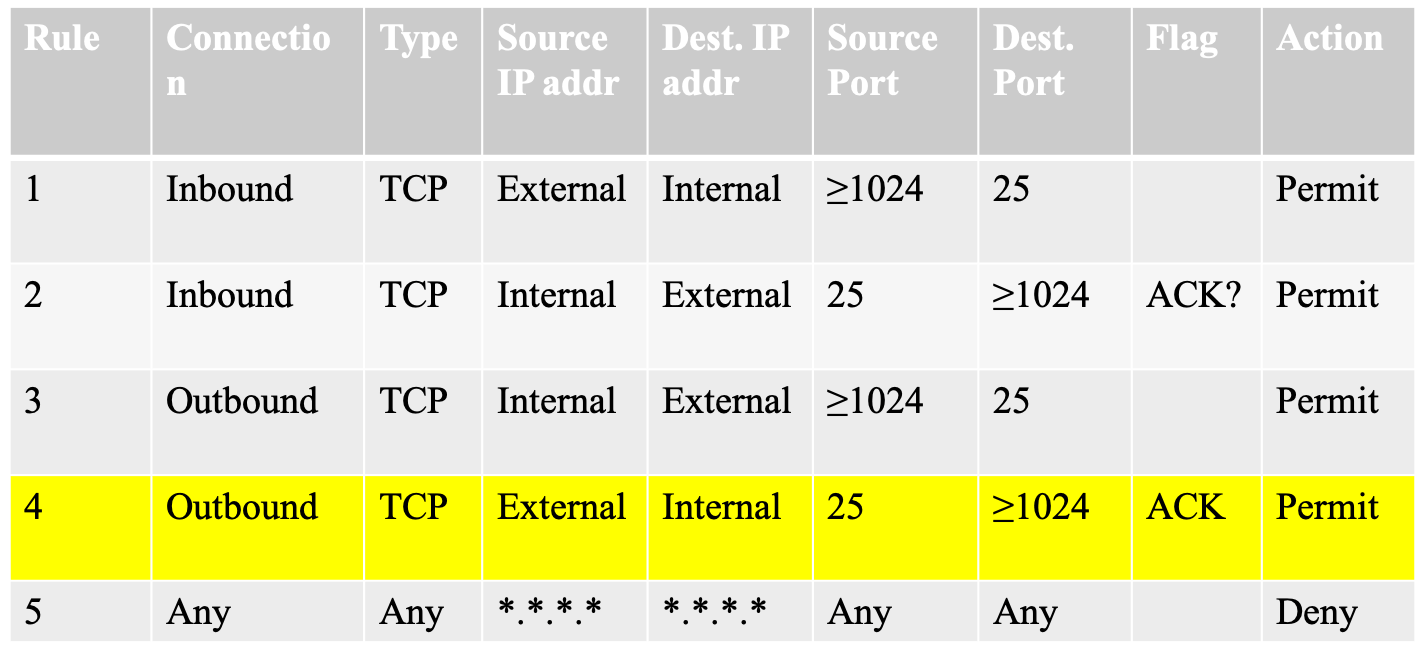 Rule Connectio Type Source Dest. IP Source Dest. Flag Action
n IP addr addr Port Port
1 Inbound TCP External Internal ≥1024 25 Permit
2 Inbound TCP Internal External 25 ≥1024 ACK? Permit
3 Outbound TCP Internal External ≥1024 25 Permit
4 Outbound TCP External Internal 25 ≥1024 ACK Permit
5 Any Any *.*.*.* *.*.*.* Any Any Deny